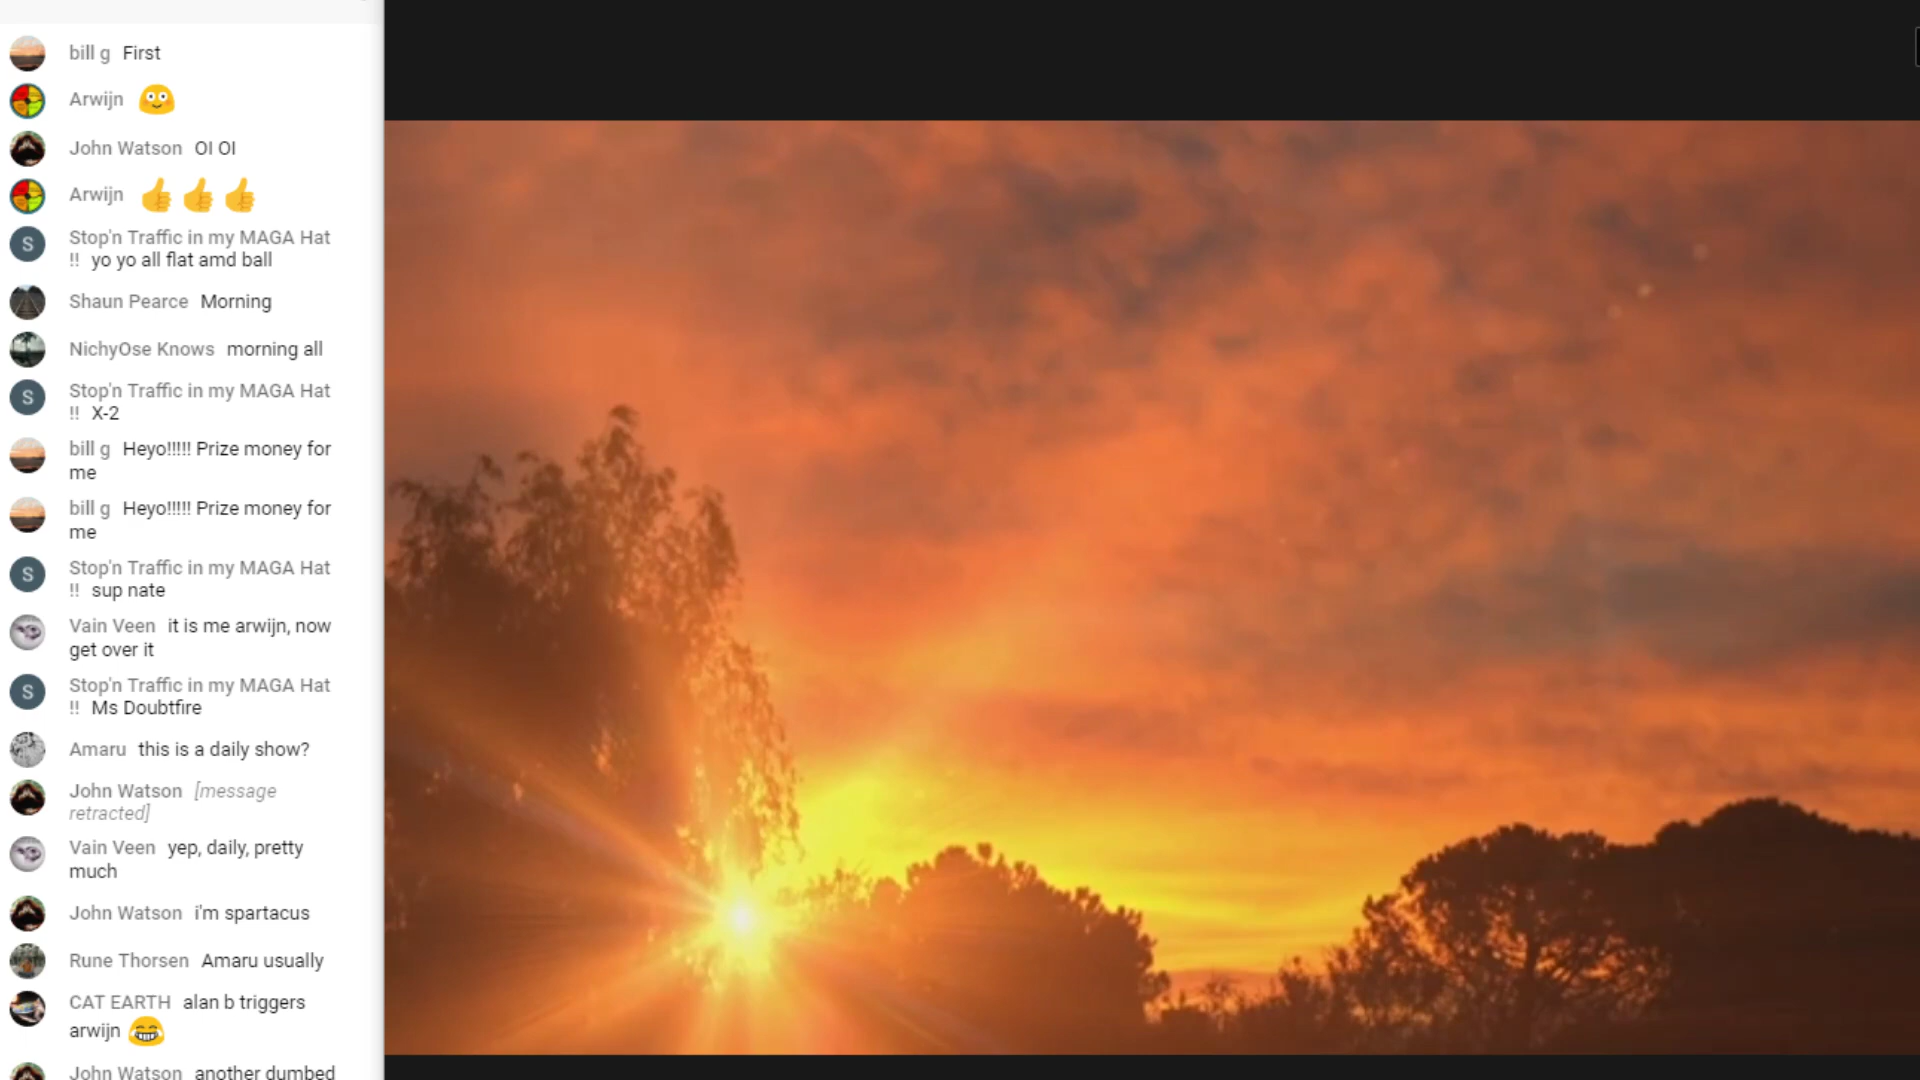 bill g First
Arwijn
John Watson OI OI
Arwijn
S
Stop'n Traffic in my MAGA Hat
!! yo yo all flat amd ball
Shaun Pearce Morning
NichyOse Knows morning all
S
Stop'n Traffic in my MAGA Hat
!! X-2
bill g Heyo!!!!! Prize money for
me
bill g Heyo!!!!! Prize money for
me
S
Stop'n Traffic in my MAGA Hat
!! sup nate
Vain Veen it is me arwijn, now
get over it
S
Stop'n Traffic in my MAGA Hat
!! Ms Doubtfire
Amaru this is a daily show?
John Watson [message
retracted]
Vain Veen yep, daily, pretty
much
John Watson i'm spartacus
Rune Thorsen Amaru usually
CAT EARTH alan b triggers
arwijn
John Watson another dumbed